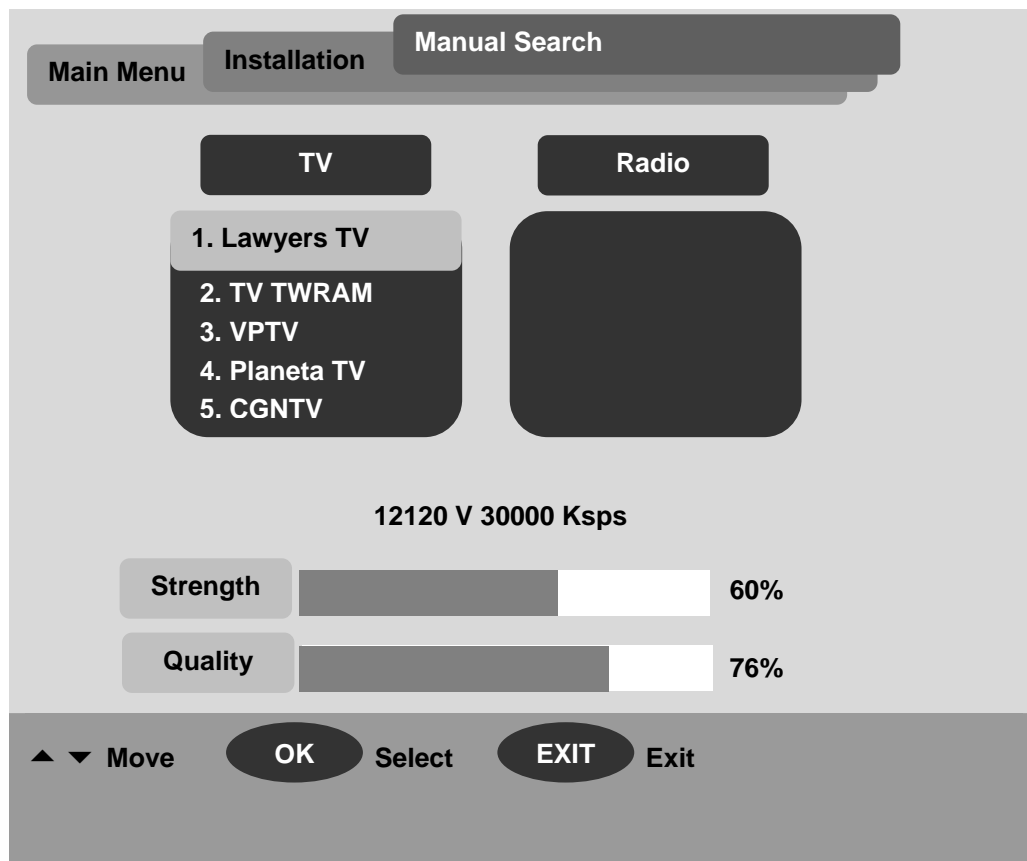 Main Menu
Installation
Manual Search
TV
Radio
1. Lawyers TV
2. TV TWRAM
3. VPTV
4. Planeta TV
5. CGNTV
12120 V 30000 Ksps
Strength
60%
Quality
76%
Move
OK
Select
EXIT
Exit